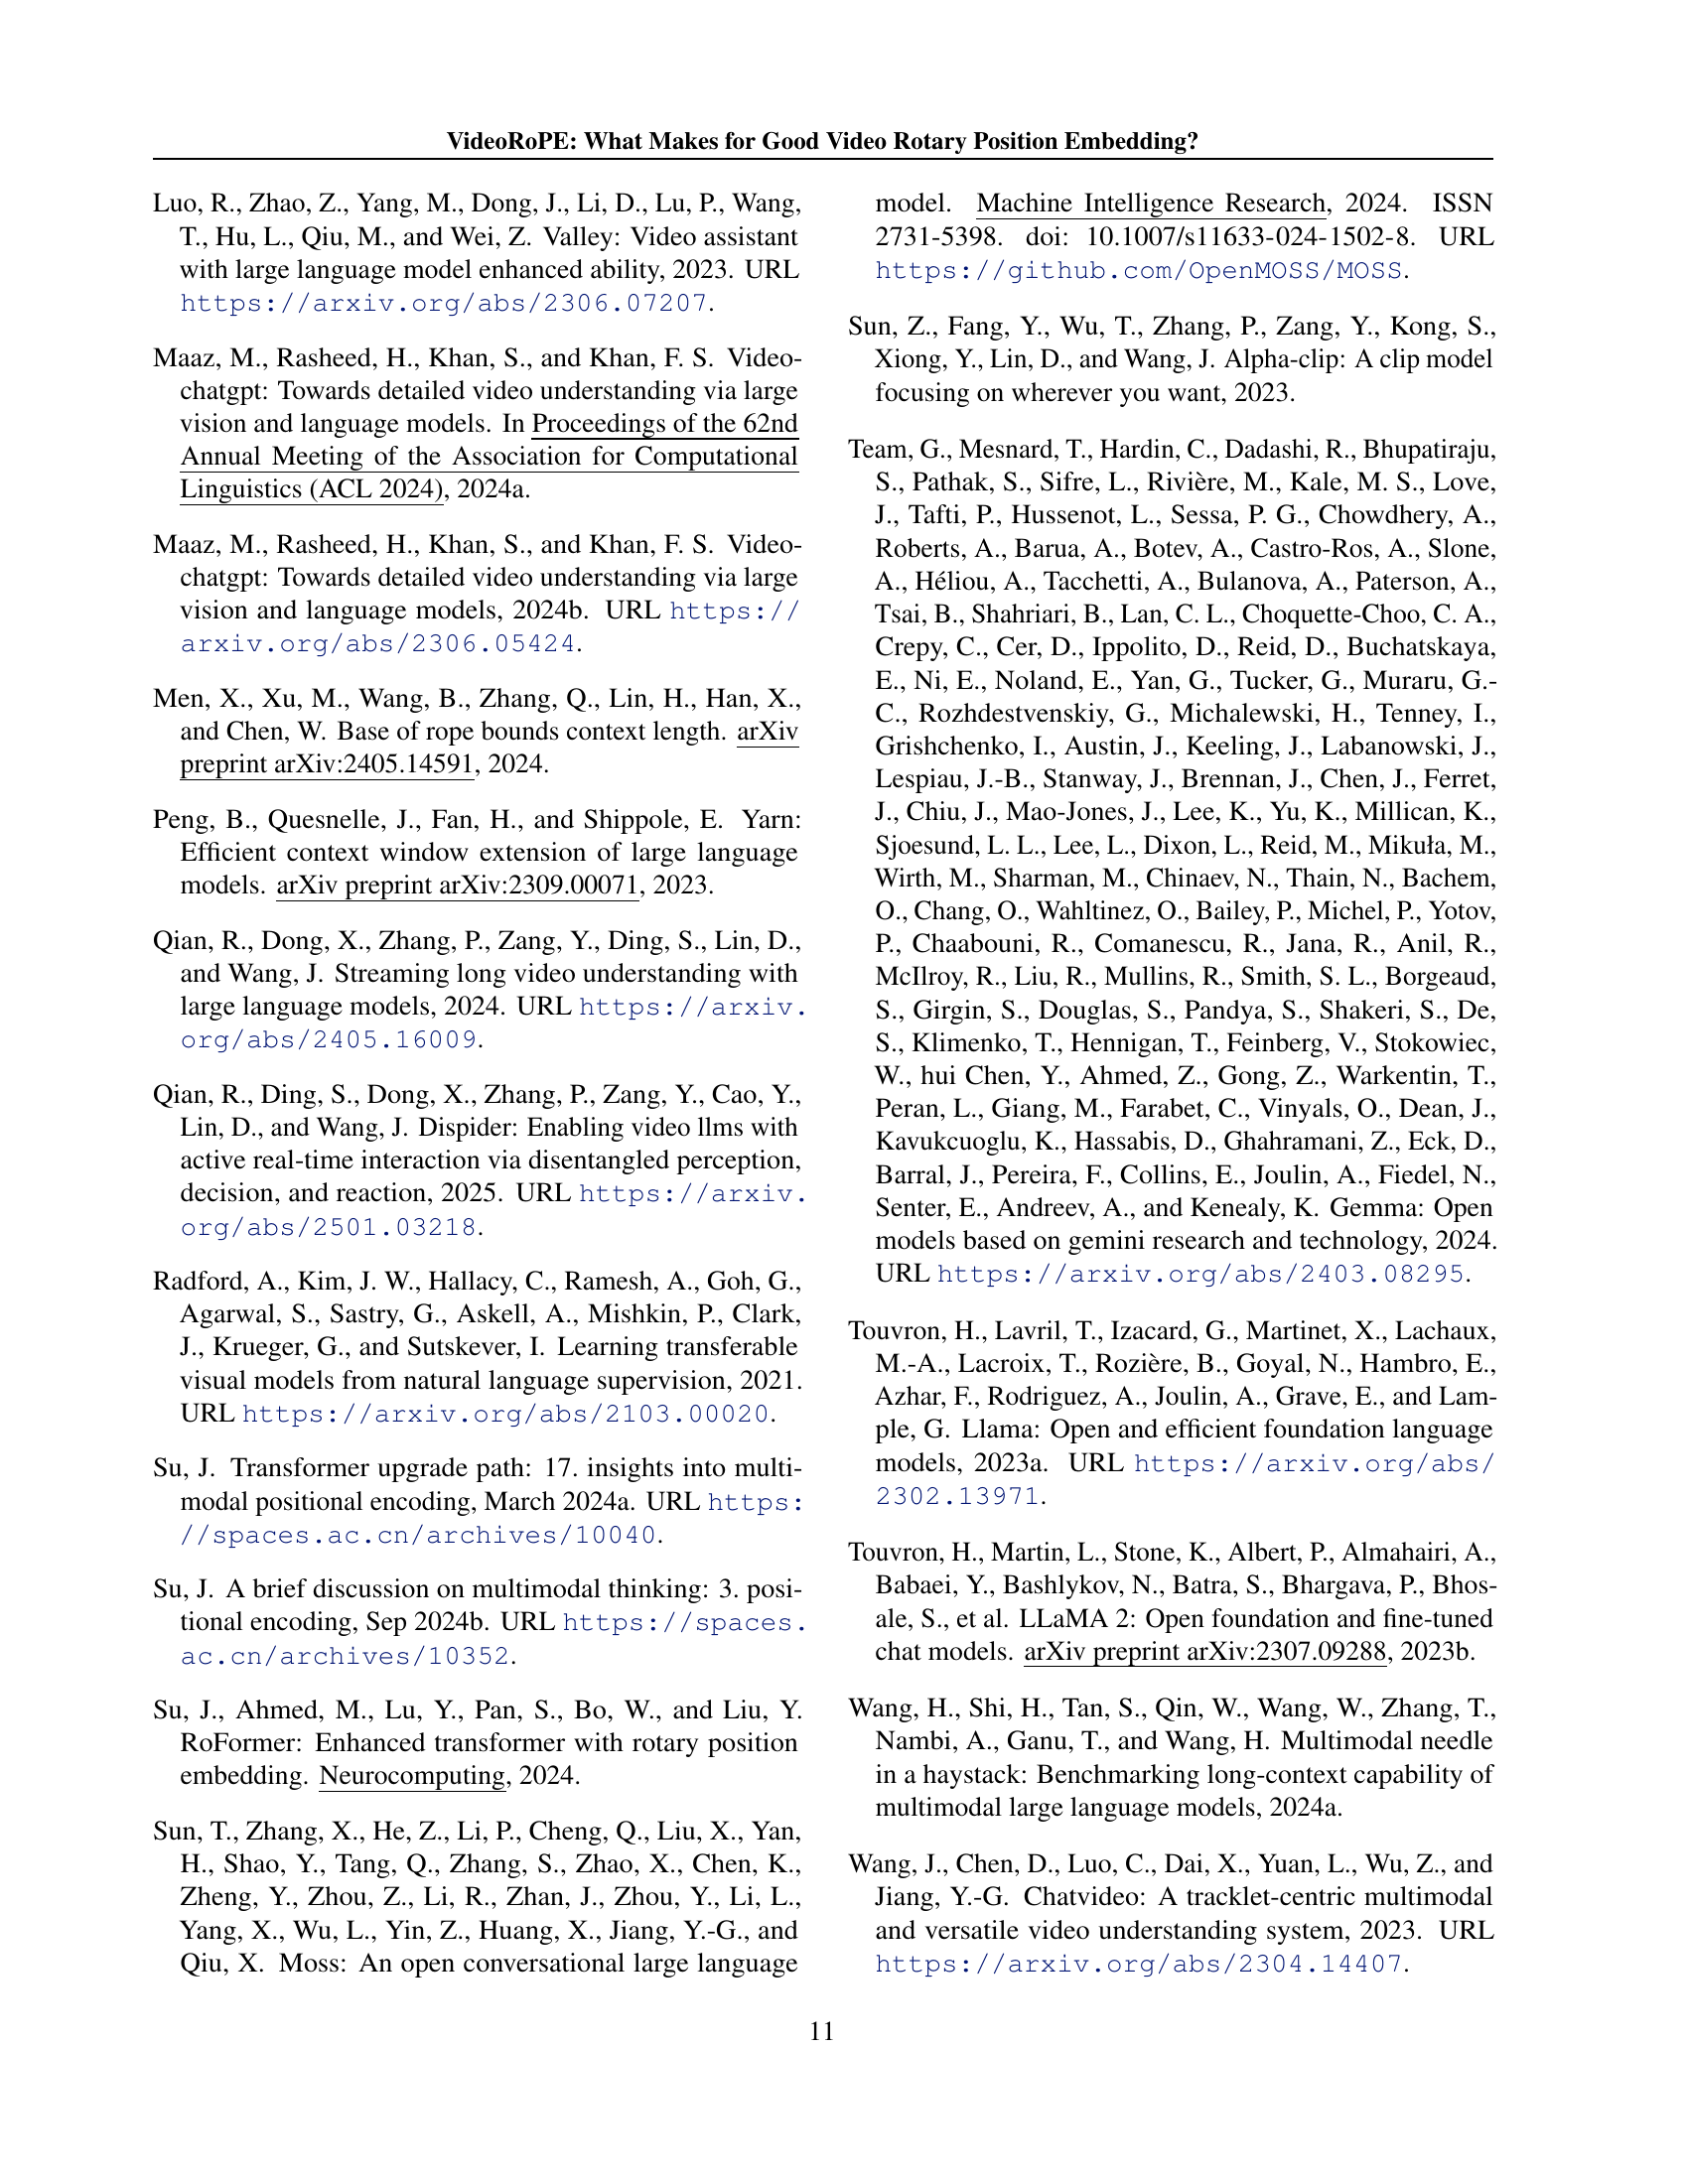 VideoRoPE: What Makes for Good Video Rotary Position Embedding?
Luo, R., Zhao, Z., Yang, M., Dong, J., Li, D., Lu, P., Wang,
T., Hu, L., Qiu, M., and Wei, Z. Valley: Video assistant
with large language model enhanced ability, 2023. URL
https://arxiv.org/abs/2306.07207.
Maaz, M., Rasheed, H., Khan, S., and Khan, F. S. Video-
chatgpt: Towards detailed video understanding via large
vision and language models. In Proceedings of the 62nd
Annual Meeting of the Association for Computational
Linguistics (ACL 2024), 2024a.
Maaz, M., Rasheed, H., Khan, S., and Khan, F. S. Video-
chatgpt: Towards detailed video understanding via large
vision and language models, 2024b. URL https://
arxiv.org/abs/2306.05424.
Men, X., Xu, M., Wang, B., Zhang, Q., Lin, H., Han, X.,
and Chen, W. Base of rope bounds context length. arXiv
preprint arXiv:2405.14591, 2024.
Peng, B., Quesnelle, J., Fan, H., and Shippole, E. Yarn:
Efficient context window extension of large language
models. arXiv preprint arXiv:2309.00071, 2023.
Qian, R., Dong, X., Zhang, P., Zang, Y., Ding, S., Lin, D.,
and Wang, J. Streaming long video understanding with
large language models, 2024. URL https://arxiv.
org/abs/2405.16009.
Qian, R., Ding, S., Dong, X., Zhang, P., Zang, Y., Cao, Y.,
Lin, D., and Wang, J. Dispider: Enabling video llms with
active real-time interaction via disentangled perception,
decision, and reaction, 2025. URL https://arxiv.
org/abs/2501.03218.
Radford, A., Kim, J. W., Hallacy, C., Ramesh, A., Goh, G.,
Agarwal, S., Sastry, G., Askell, A., Mishkin, P., Clark,
J., Krueger, G., and Sutskever, I. Learning transferable
visual models from natural language supervision, 2021.
URL https://arxiv.org/abs/2103.00020.
Su, J. Transformer upgrade path: 17. insights into multi-
modal positional encoding, March 2024a. URL https:
//spaces.ac.cn/archives/10040.
Su, J. A brief discussion on multimodal thinking: 3. posi-
tional encoding, Sep 2024b. URL https://spaces.
ac.cn/archives/10352.
Su, J., Ahmed, M., Lu, Y., Pan, S., Bo, W., and Liu, Y.
RoFormer: Enhanced transformer with rotary position
embedding. Neurocomputing, 2024.
Sun, T., Zhang, X., He, Z., Li, P., Cheng, Q., Liu, X., Yan,
H., Shao, Y., Tang, Q., Zhang, S., Zhao, X., Chen, K.,
Zheng, Y., Zhou, Z., Li, R., Zhan, J., Zhou, Y., Li, L.,
Yang, X., Wu, L., Yin, Z., Huang, X., Jiang, Y.-G., and
Qiu, X. Moss: An open conversational large language
model. Machine Intelligence Research, 2024. ISSN
2731-5398. doi: 10.1007/s11633-024-1502-8. URL
https://github.com/OpenMOSS/MOSS.
Sun, Z., Fang, Y., Wu, T., Zhang, P., Zang, Y., Kong, S.,
Xiong, Y., Lin, D., and Wang, J. Alpha-clip: A clip model
focusing on wherever you want, 2023.
Team, G., Mesnard, T., Hardin, C., Dadashi, R., Bhupatiraju,
S., Pathak, S., Sifre, L., Rivière, M., Kale, M. S., Love,
J., Tafti, P., Hussenot, L., Sessa, P. G., Chowdhery, A.,
Roberts, A., Barua, A., Botev, A., Castro-Ros, A., Slone,
A., Héliou, A., Tacchetti, A., Bulanova, A., Paterson, A.,
Tsai, B., Shahriari, B., Lan, C. L., Choquette-Choo, C. A.,
Crepy, C., Cer, D., Ippolito, D., Reid, D., Buchatskaya,
E., Ni, E., Noland, E., Yan, G., Tucker, G., Muraru, G.-
C., Rozhdestvenskiy, G., Michalewski, H., Tenney, I.,
Grishchenko, I., Austin, J., Keeling, J., Labanowski, J.,
Lespiau, J.-B., Stanway, J., Brennan, J., Chen, J., Ferret,
J., Chiu, J., Mao-Jones, J., Lee, K., Yu, K., Millican, K.,
Sjoesund, L. L., Lee, L., Dixon, L., Reid, M., Mikuła, M.,
Wirth, M., Sharman, M., Chinaev, N., Thain, N., Bachem,
O., Chang, O., Wahltinez, O., Bailey, P., Michel, P., Yotov,
P., Chaabouni, R., Comanescu, R., Jana, R., Anil, R.,
McIlroy, R., Liu, R., Mullins, R., Smith, S. L., Borgeaud,
S., Girgin, S., Douglas, S., Pandya, S., Shakeri, S., De,
S., Klimenko, T., Hennigan, T., Feinberg, V., Stokowiec,
W., hui Chen, Y., Ahmed, Z., Gong, Z., Warkentin, T.,
Peran, L., Giang, M., Farabet, C., Vinyals, O., Dean, J.,
Kavukcuoglu, K., Hassabis, D., Ghahramani, Z., Eck, D.,
Barral, J., Pereira, F., Collins, E., Joulin, A., Fiedel, N.,
Senter, E., Andreev, A., and Kenealy, K. Gemma: Open
models based on gemini research and technology, 2024.
URL https://arxiv.org/abs/2403.08295.
Touvron, H., Lavril, T., Izacard, G., Martinet, X., Lachaux,
M.-A., Lacroix, T., Rozière, B., Goyal, N., Hambro, E.,
Azhar, F., Rodriguez, A., Joulin, A., Grave, E., and Lam-
ple, G. Llama: Open and efficient foundation language
models, 2023a. URL https://arxiv.org/abs/
2302.13971.
Touvron, H., Martin, L., Stone, K., Albert, P., Almahairi, A.,
Babaei, Y., Bashlykov, N., Batra, S., Bhargava, P., Bhos-
ale, S., et al. LLaMA 2: Open foundation and fine-tuned
chat models. arXiv preprint arXiv:2307.09288, 2023b.
Wang, H., Shi, H., Tan, S., Qin, W., Wang, W., Zhang, T.,
Nambi, A., Ganu, T., and Wang, H. Multimodal needle
in a haystack: Benchmarking long-context capability of
multimodal large language models, 2024a.
Wang, J., Chen, D., Luo, C., Dai, X., Yuan, L., Wu, Z., and
Jiang, Y.-G. Chatvideo: A tracklet-centric multimodal
and versatile video understanding system, 2023. URL
https://arxiv.org/abs/2304.14407.
11